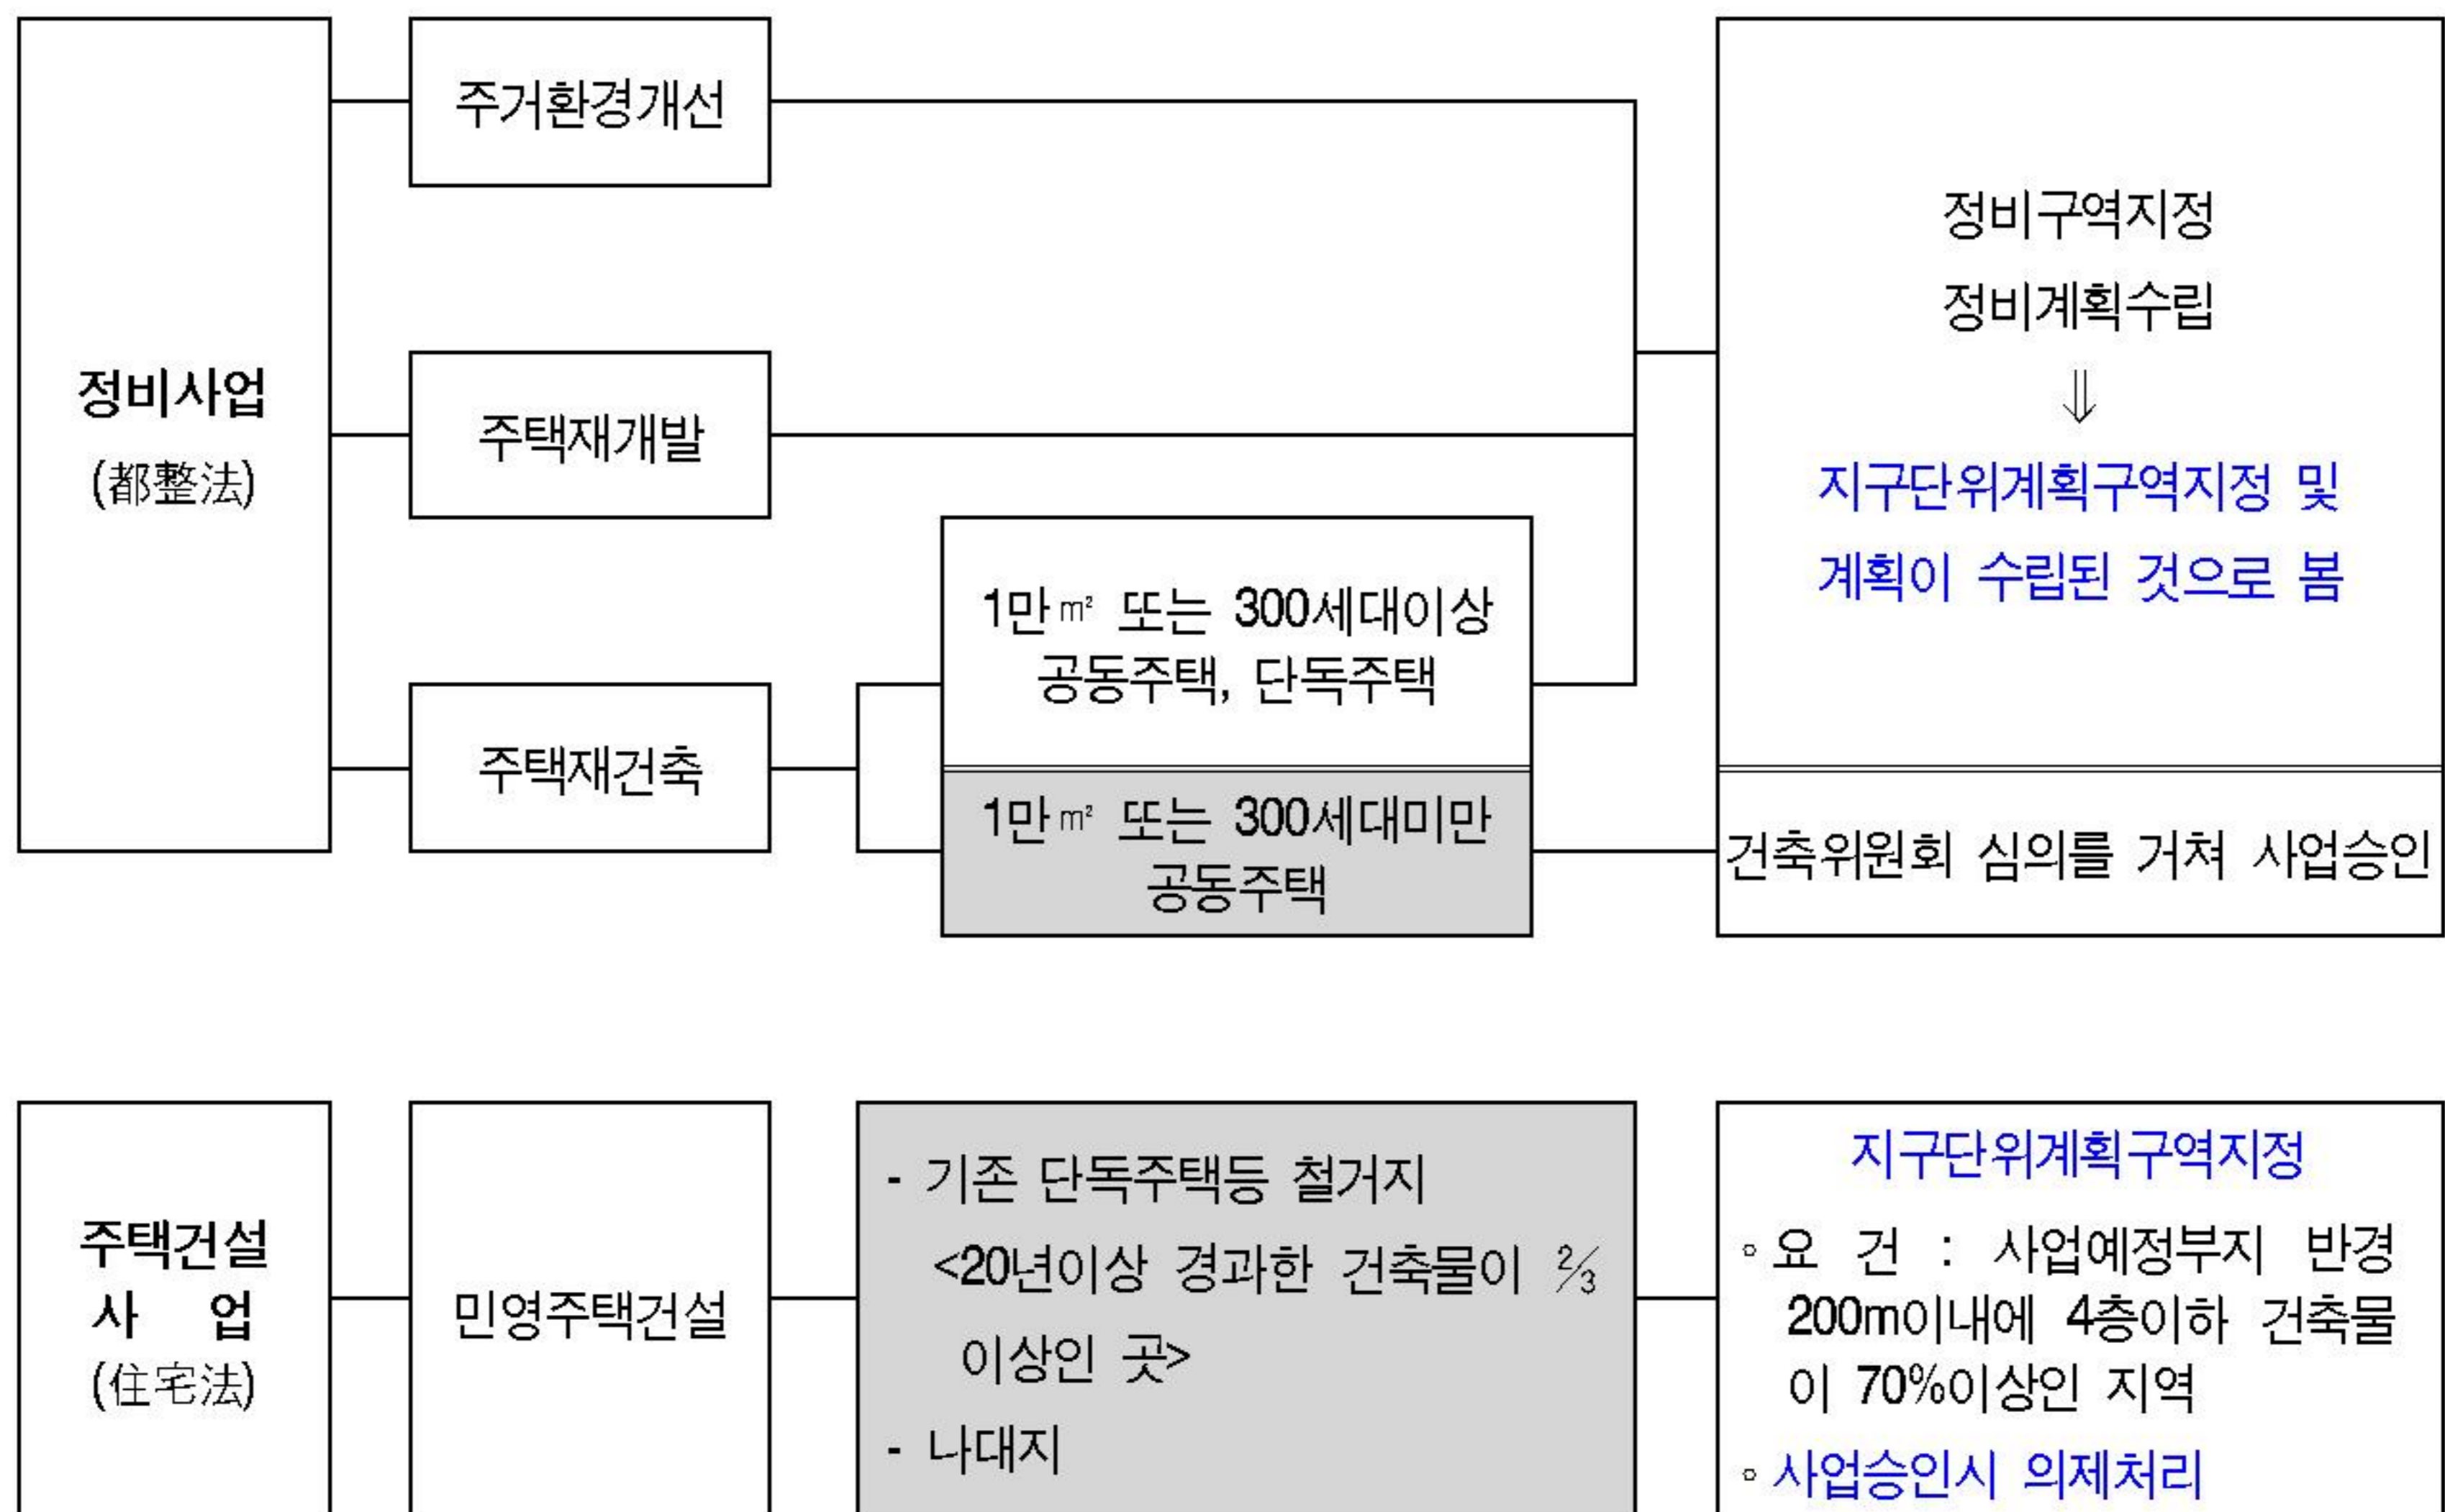 정비사업
(都整法)
주거환경개선
주택재개발
주택재건축
1만㎡ 또는 300세대이상
공동주택, 단독주택
1만㎡ 또는 300세대미만
공동주택
정비구역지정
정비계획수립
⇓
지구단위계획구역지정 및
계획이 수립된 것으로 봄
건축위원회 심의를 거쳐 사업승인
주택건설
사 업
(住宅法)
민영주택건설
- 기존 단독주택등 철거지
<20년이상 경과한 건축물이 ⅔
이상인 곳>
- 나대지
지구단위계획구역지정
◦요 건 : 사업예정부지 반경
200m이내에 4층이하 건축물
이 70%이상인 지역
◦사업승인시 의제처리